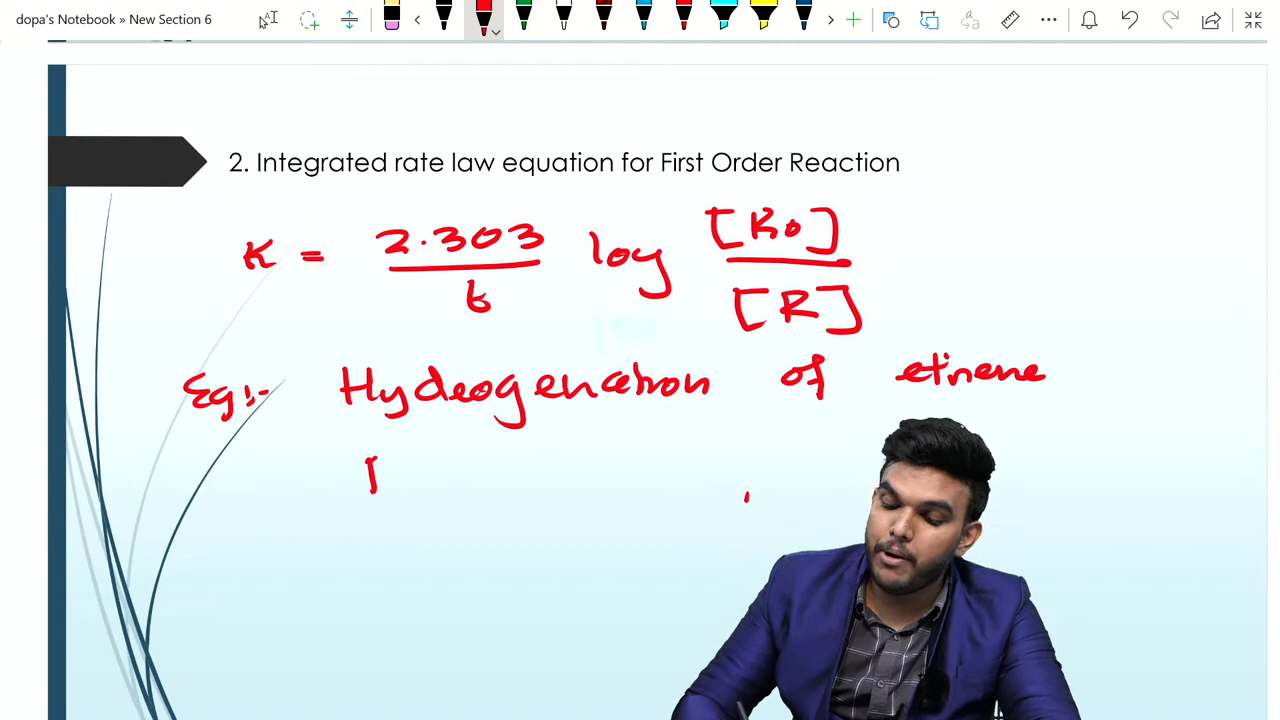 dopa's Notebook » New Section 6
2. Integrated rate law equation for First Order Reaction
K = 2.303 / t log [R0] / [R]
Eg:- Hydrogenation of ethene